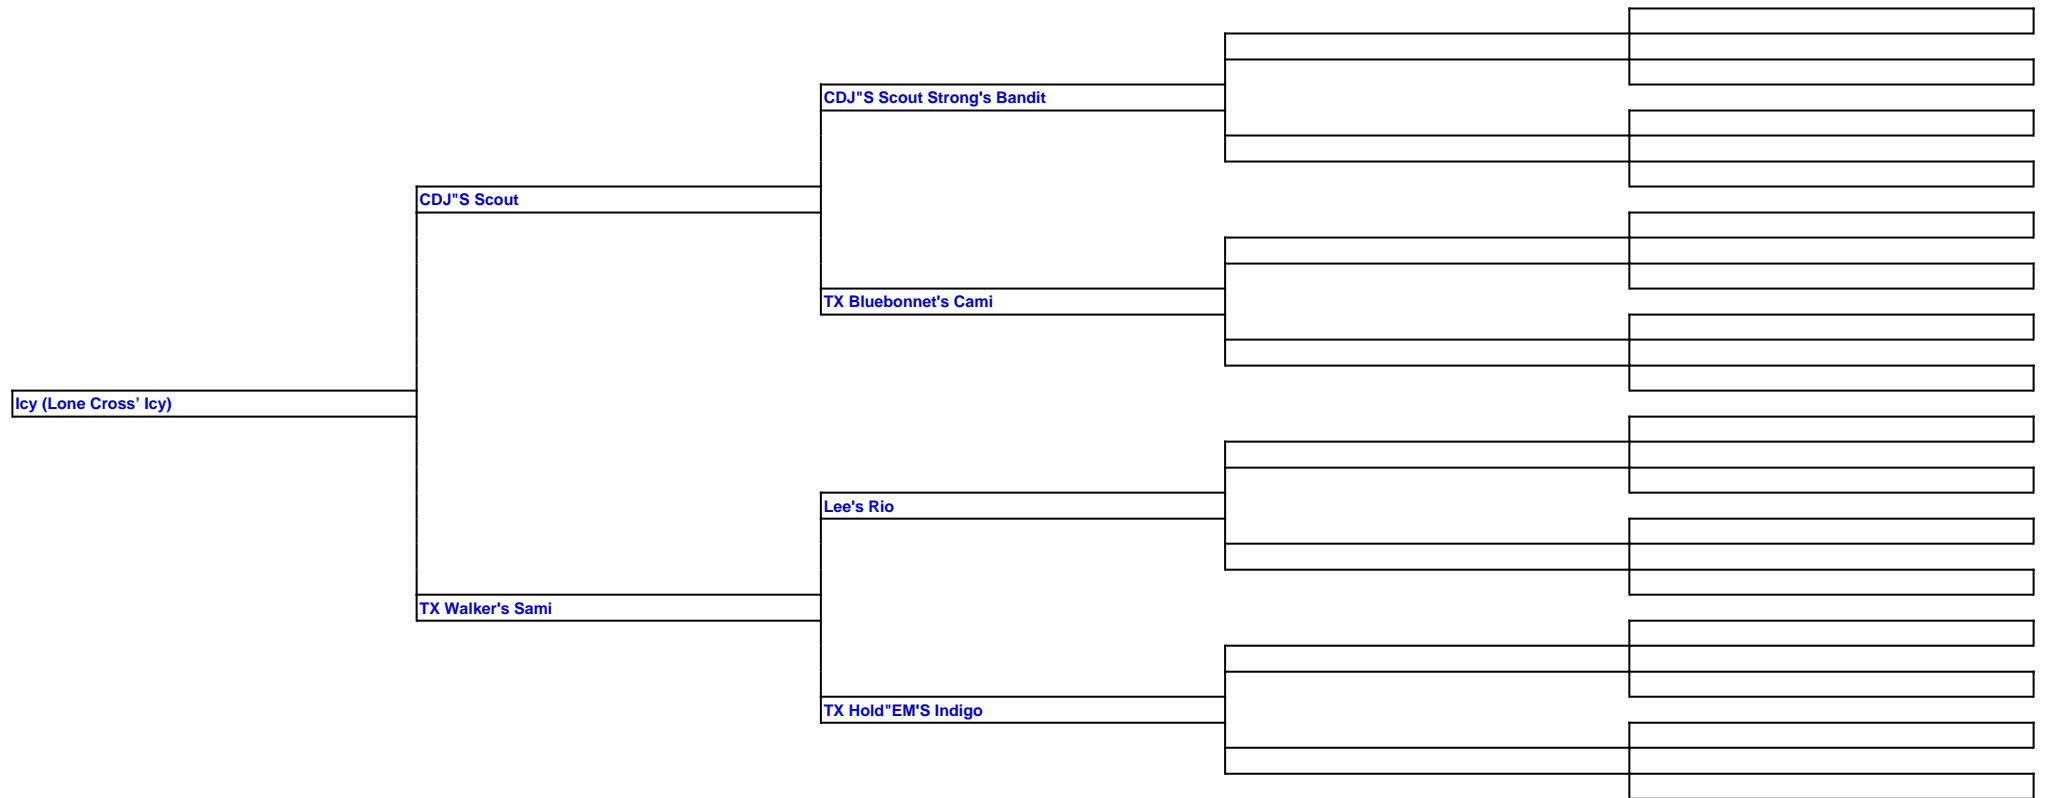 CDJ"S Scout Strong's Bandit
CDJ"S Scout
TX Bluebonnet's Cami
Icy (Lone Cross’ Icy)
Lee's Rio
TX Walker's Sami
TX Hold"EM'S Indigo